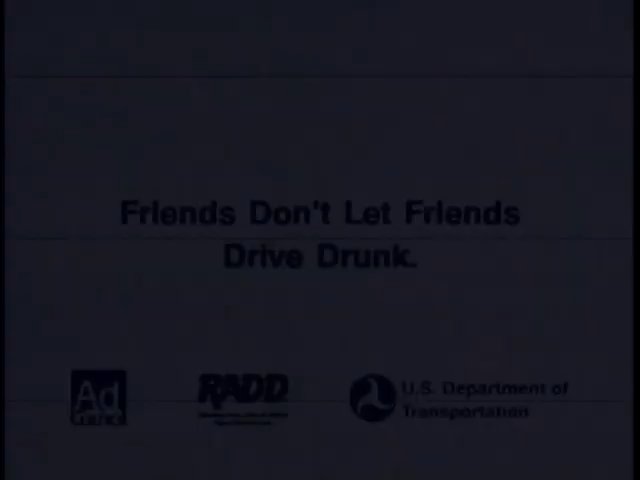 Friends Don't Let Friends
Drive Drunk.
Ad
RADD
U.S. Department of
Transportation